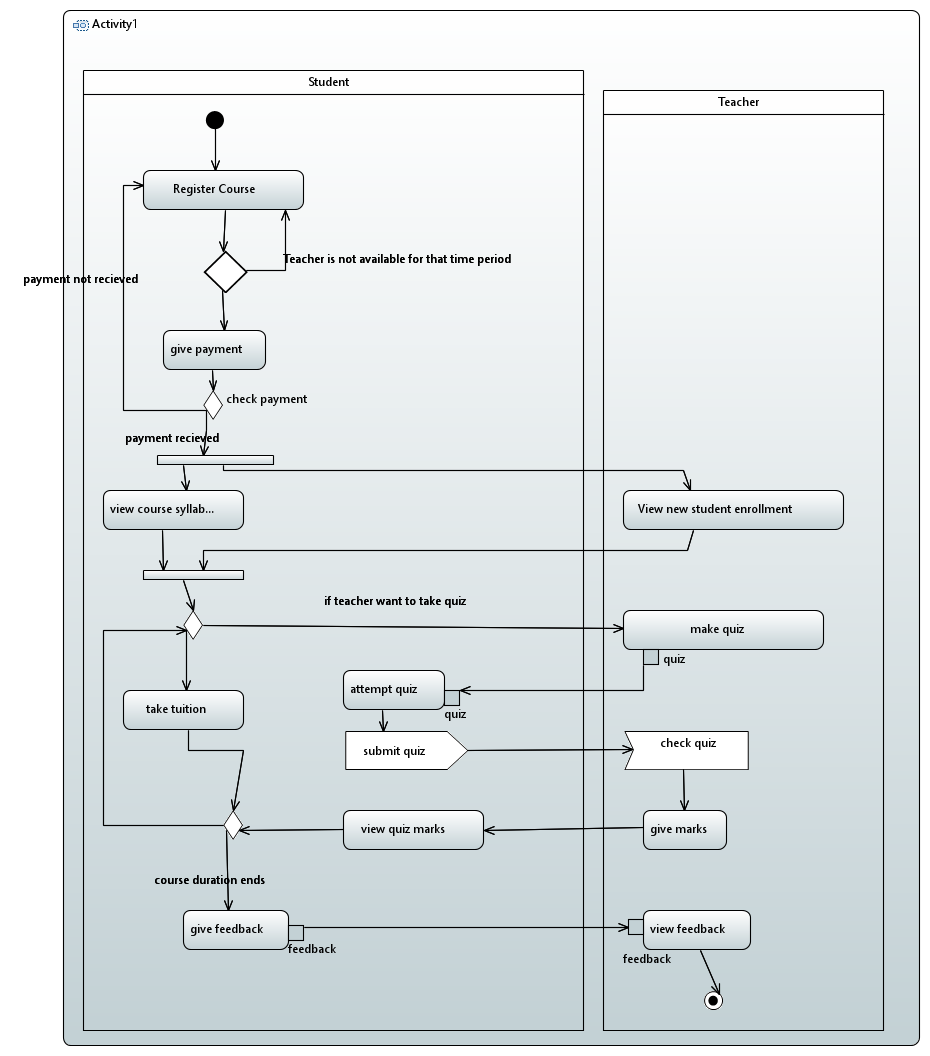 Activity1
Student
Teacher
Register Course
Teacher is not available for that time period
payment not recieved
give payment
check payment
payment recieved
view course syllab...
View new student enrollment
if teacher want to take quiz
make quiz
quiz
attempt quiz
quiz
take tuition
submit quiz
check quiz
view quiz marks
give marks
course duration ends
give feedback
feedback
view feedback
feedback